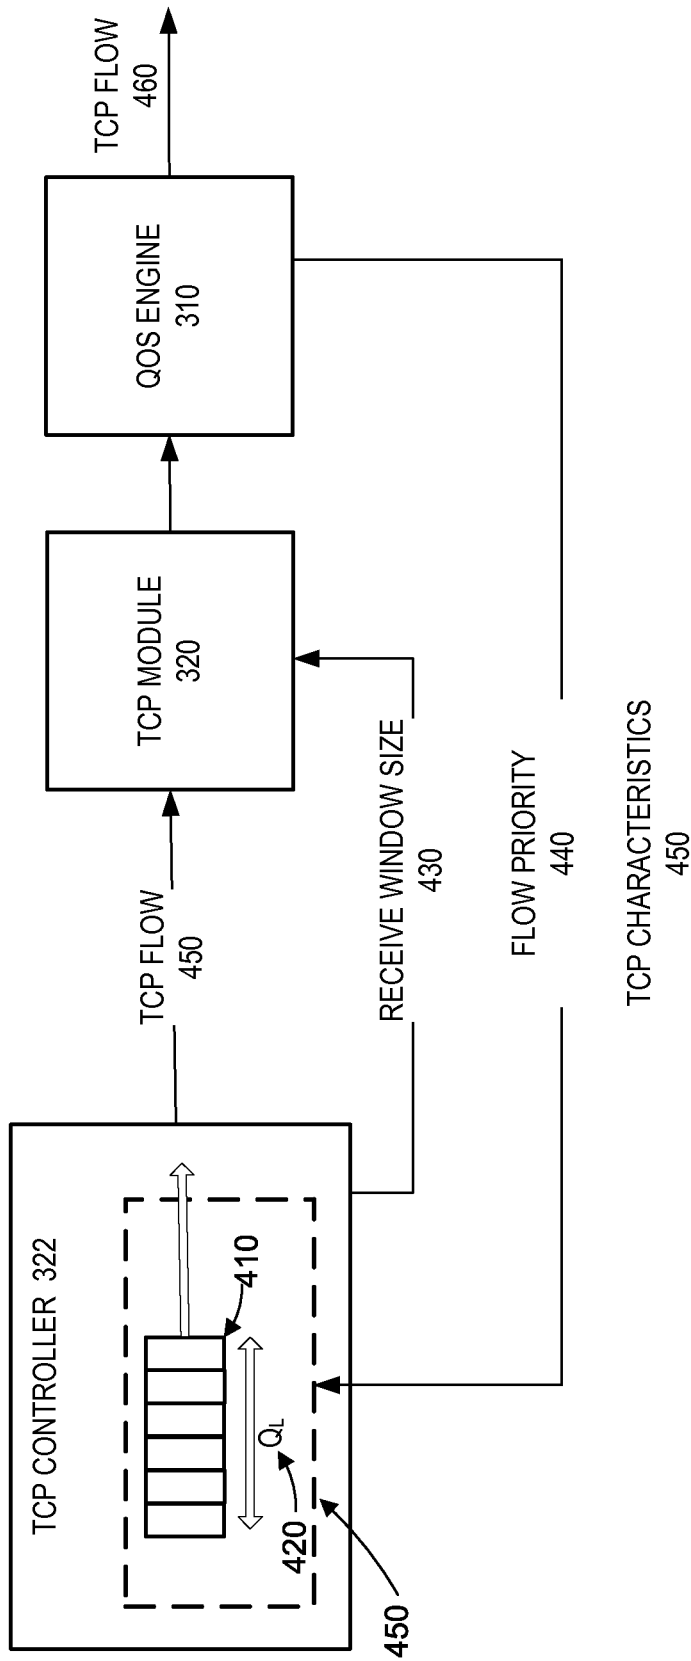 TCP CONTROLLER 322
410
QL
420
450
TCP FLOW
450
TCP MODULE
320
QOS ENGINE
310
TCP FLOW
460
RECEIVE WINDOW SIZE
430
FLOW PRIORITY
440
TCP CHARACTERISTICS
450